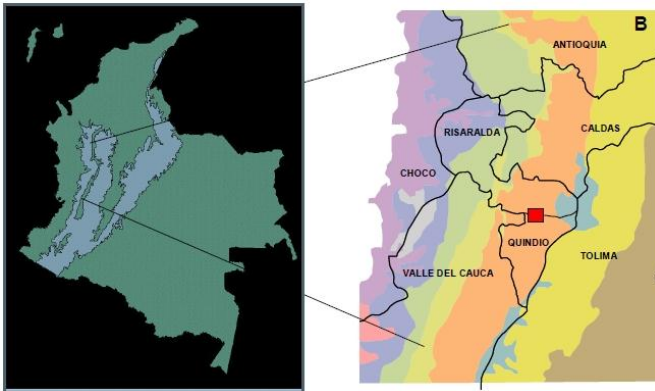 B
ANTIOQUIA
RISARALDA
CALDAS
CHOCO
QUINDIO
TOLIMA
VALLE DEL CAUCA